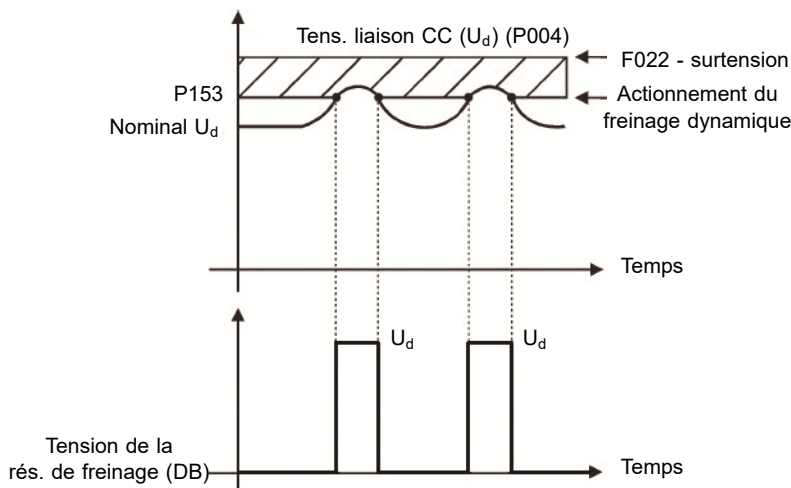 Tens. liaison CC (Ud) (P004)
F022 - surtension
P153
Actionnement du
freinage dynamique
Nominal Ud
Temps
Ud
Ud
Tension de la
rés. de freinage (DB)
Temps